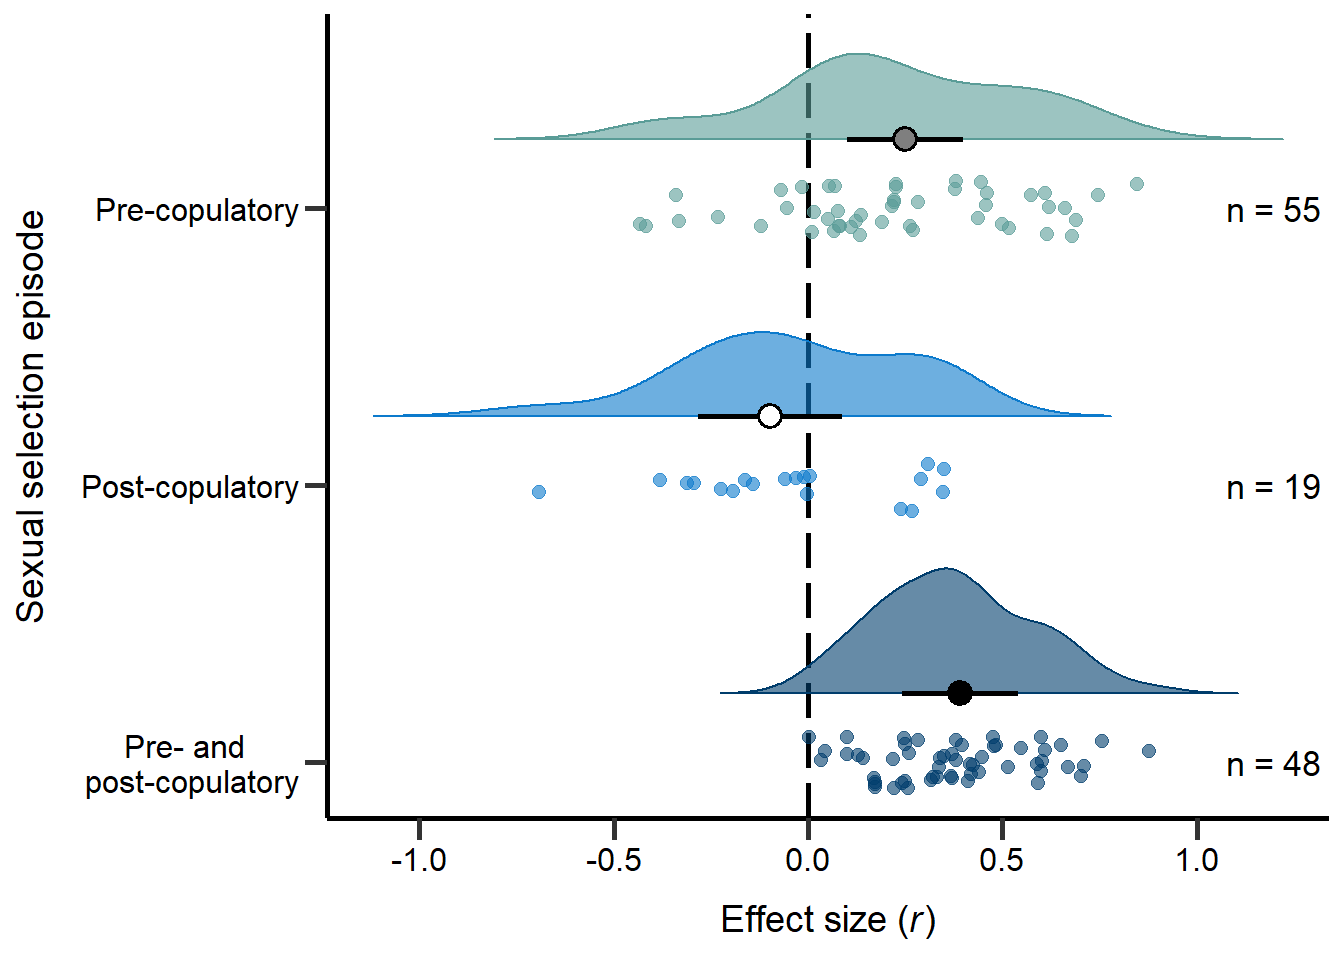 Sexual selection episode
Pre-copulatory
n = 55
Post-copulatory
n = 19
Pre- and
post-copulatory
n = 48
-1.0 -0.5 0.0 0.5 1.0
Effect size (r)